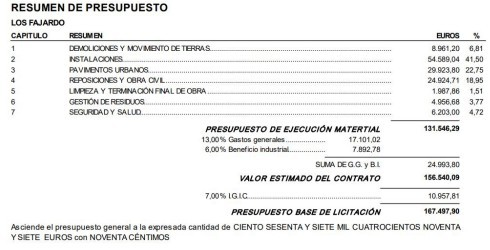 RESUMEN DE PRESUPUESTO
LOS FAJARDO
CAPITULO RESUMEN EUROS %
1 DEMOLICIONES Y MOVIMIENTO DE TIERRAS 8.961,20 6,81
2 INSTALACIONES 54.589,04 41,50
3 PAVIMENTOS URBANOS 29.923,80 22,75
4 REPOSICIONES Y OBRA CIVIL 24.924,71 18,95
5 LIMPIEZA Y TERMINACIÓN FINAL DE OBRA 1.987,86 1,51
6 GESTIÓN DE RESIDUOS 4.956,68 3,77
7 SEGURIDAD Y SALUD 6.203,00 4,72
PRESUPUESTO DE EJECUCIÓN MATERTIAL 131.546,29
13,00% Gastos generales 17.101,02
6,00% Beneficio industrial 7.892,78
SUMA DE G.G. y B.I. 24.993,80
VALOR ESTIMADO DEL CONTRATO 156.540,09
7,00% I.G.I.C 10.957,81
PRESUPUESTO BASE DE LICITACIÓN 167.497,90
Asciende el presupuesto general a la expresada cantidad de CIENTO SESENTA Y SIETE MIL CUATROCIENTOS NOVENTA
Y SIETE EUROS con NOVENTA CÉNTIMOS